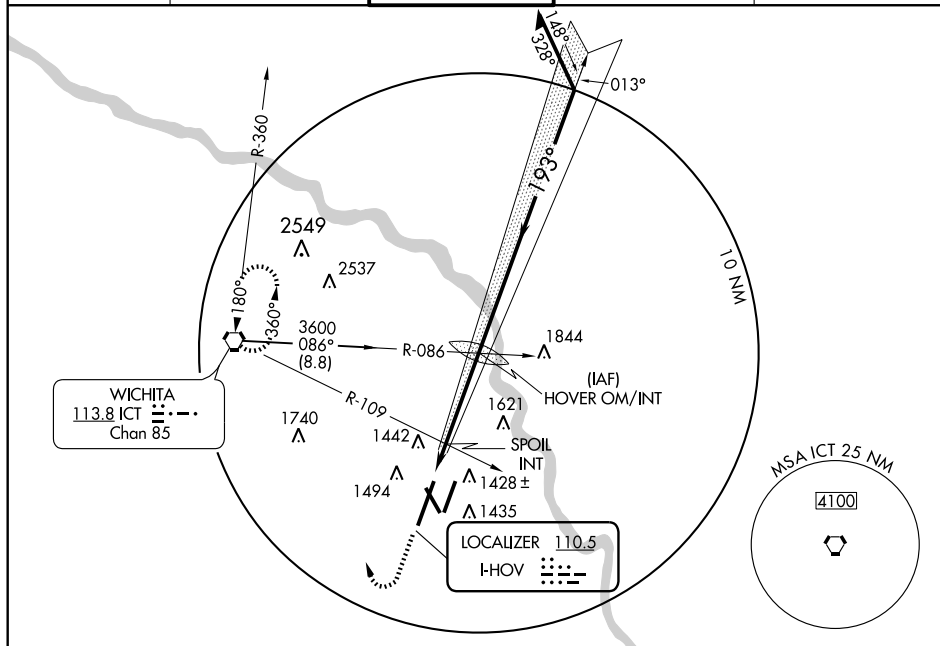 148°
328°
013°
R-360
193°
2549
2537
10 NM
180°
360°
3600
086°
(8.8)
R-086
1844
(IAF)
HOVER OM/INT
WICHITA
113.8 ICT
Chan 85
R-109
1740
1621
1442
SPOIL
INT
1494
1428 ±
1435
LOCALIZER 110.5
I-HOV
MSA ICT 25 NM
4100